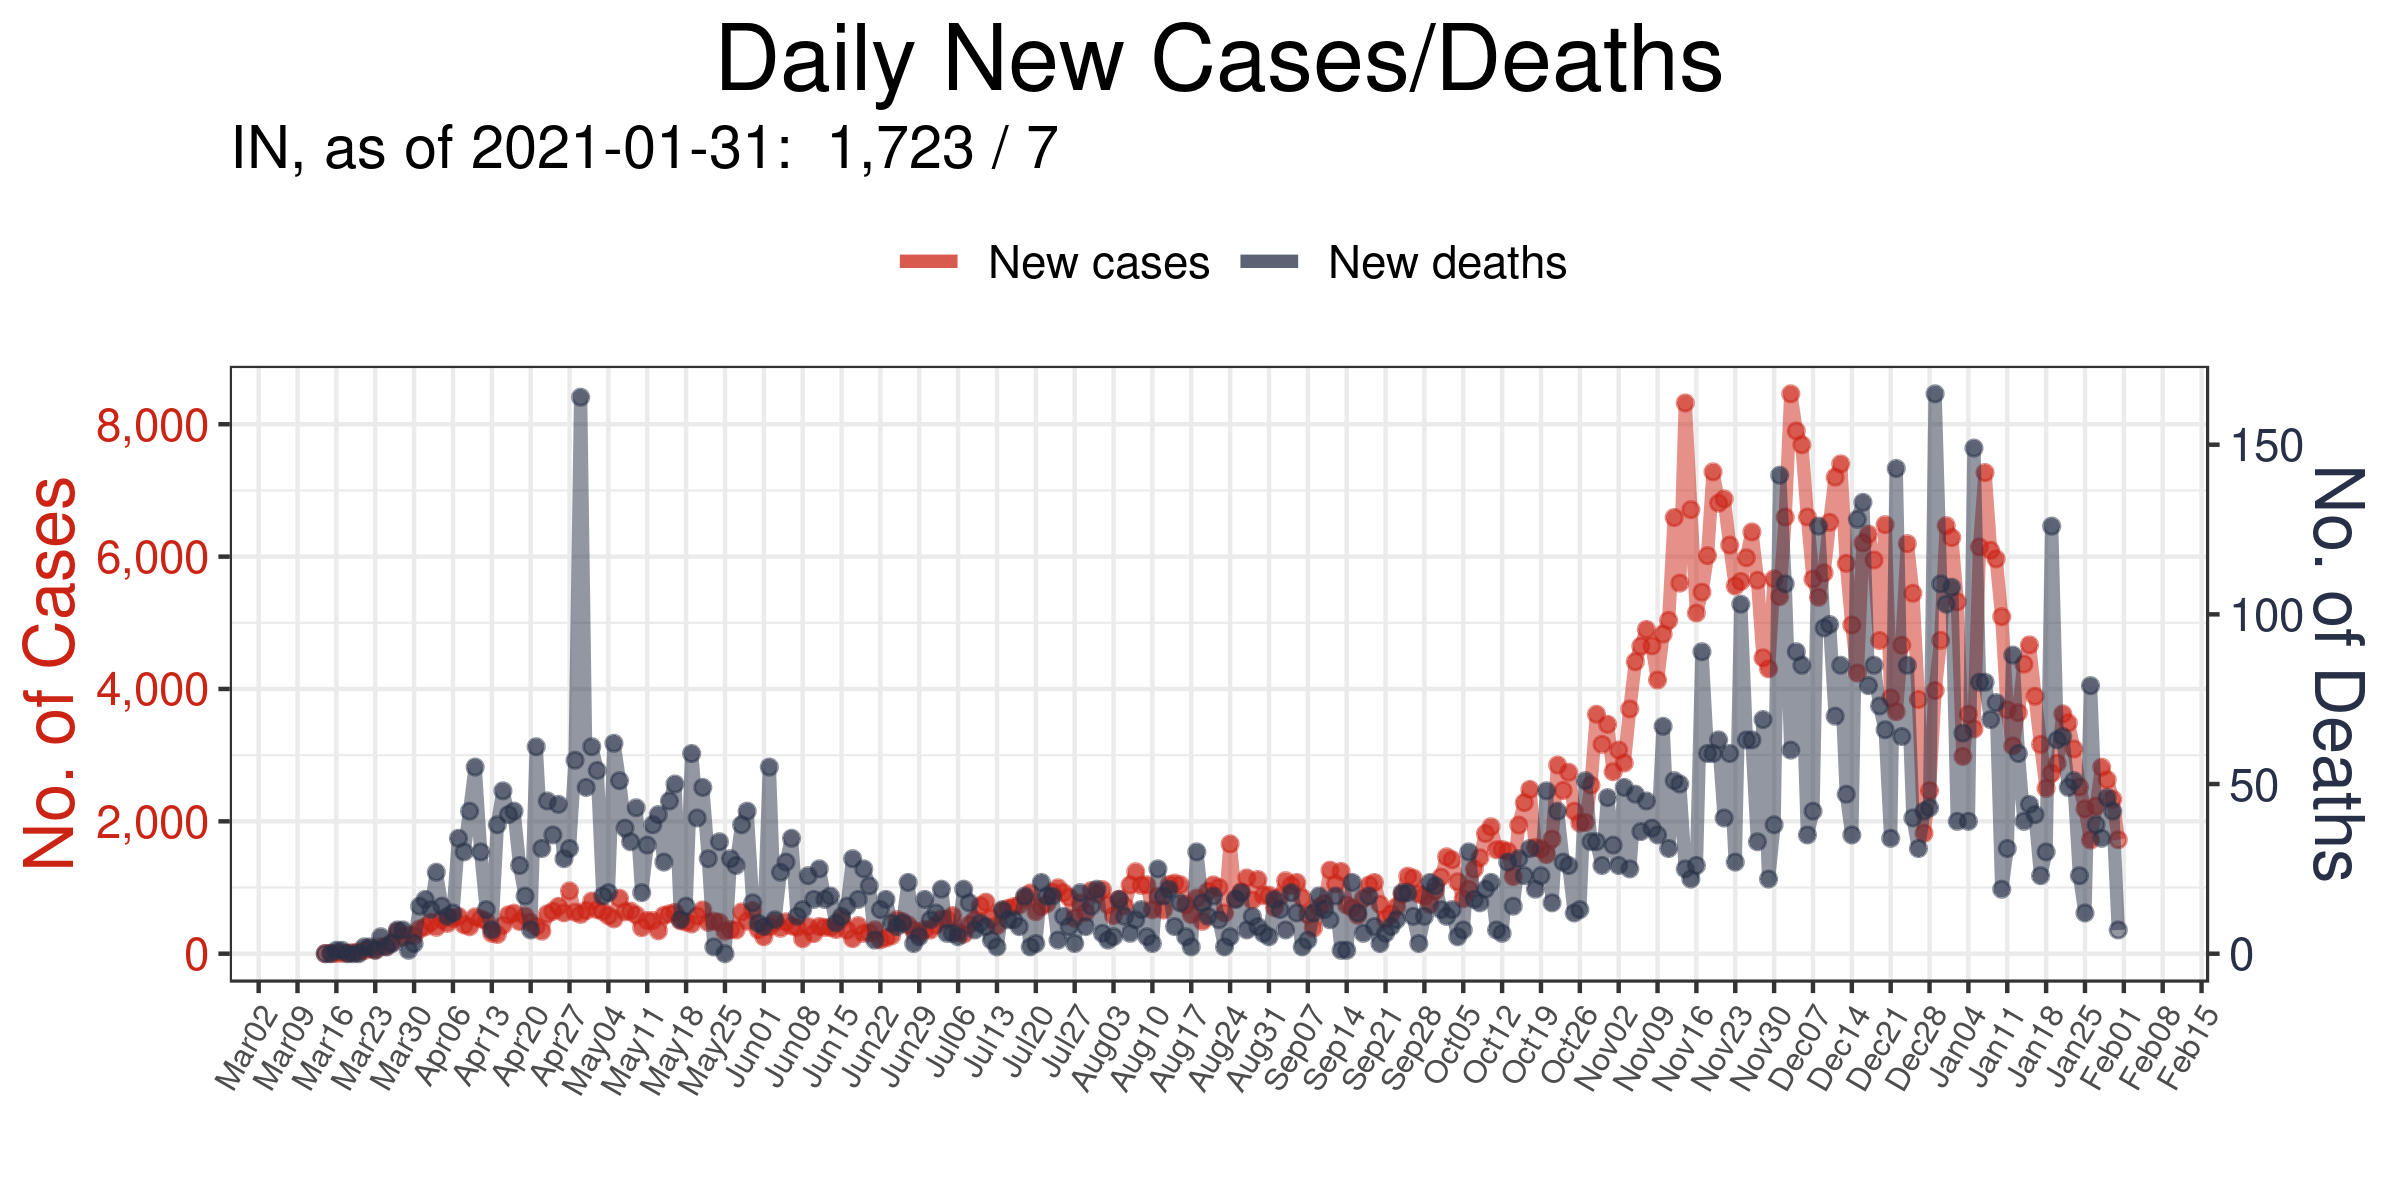 Daily New Cases/Deaths
IN, as of 2021-01-31: 1,723 / 7
New cases
New deaths
No. of Cases
8,000
6,000
4,000
2,000
0
150
100
50
0
No. of Deaths
Mar02
Mar09
Mar16
Mar23
Mar30
Apr06
Apr13
Apr20
Apr27
May04
May11
May18
May25
Jun01
Jun08
Jun15
Jun22
Jun29
Jul06
Jul13
Jul20
Jul27
Aug03
Aug10
Aug17
Aug24
Aug31
Sep07
Sep14
Sep21
Sep28
Oct05
Oct12
Oct19
Oct26
Nov02
Nov09
Nov16
Nov23
Nov30
Dec07
Dec14
Dec21
Dec28
Jan04
Jan11
Jan18
Jan25
Feb01
Feb08
Feb15